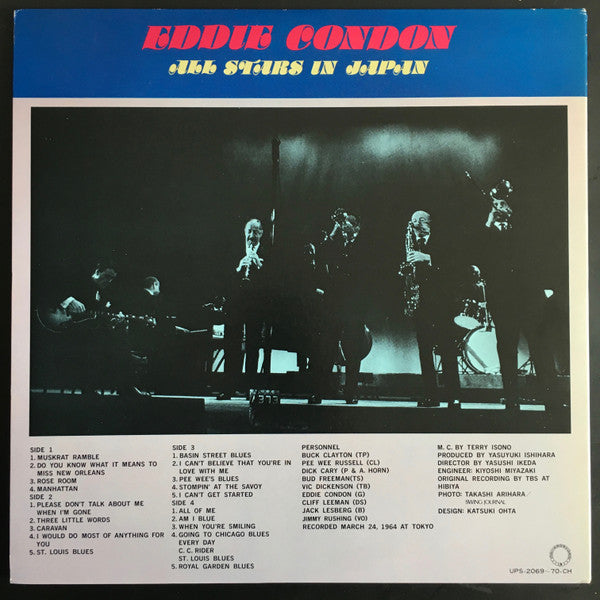 EDDIE CONDON
ALL STARS IN JAPAN
1373
SIDE 1
1. MUSKRAT RAMBLE
2. DO YOU KNOW WHAT IT MEANS TO
MISS NEW ORLEANS
3. ROSE ROOM
4. MANHATTAN
SIDE 2
1. PLEASE DON'T TALK ABOUT ME
WHEN I'M GONE
2. THREE LITTLE WORDS
3. CARAVAN
4. I WOULD DO MOST OF ANYTHING FOR
YOU
5. ST. LOUIS BLUES
SIDE 3
1. BASIN STREET BLUES
2. I CAN'T BELIEVE THAT YOU'RE IN
LOVE WITH ME
3. PEE WEE'S BLUES
4. STOMPIN' AT THE SAVOY
5. I CAN'T GET STARTED
SIDE 4
1. ALL OF ME
2. AM I BLUE
3. WHEN YOU'RE SMILING
4. GOING TO CHICAGO BLUES
EVERY DAY
C. C. RIDER
ST. LOUIS BLUES
5. ROYAL GARDEN BLUES
PERSONNEL
BUCK CLAYTON (TP)
PEE WEE RUSSELL (CL)
DICK CARY (P & A. HORN)
BUD FREEMAN(TS)
VIC DICKENSON (TB)
EDDIE CONDON (G)
CLIFF LEEMAN (DS)
JACK LESBERG (B)
JIMMY RUSHING (VO)
RECORDED MARCH 24, 1964 AT TOKYO
M. C. BY TERRY ISONO
PRODUCED BY YASUYUKI ISHIHARA
DIRECTOR BY YASUSHI IKEDA
ENGINEER: KIYOSHI MIYAZAKI
ORIGINAL RECORDING BY TBS AT
HIBIYA
PHOTO: TAKASHI ARIHARA /
SWING JOURNAL
DESIGN: KATSUKI OHTA
UPS-2069~70-CH